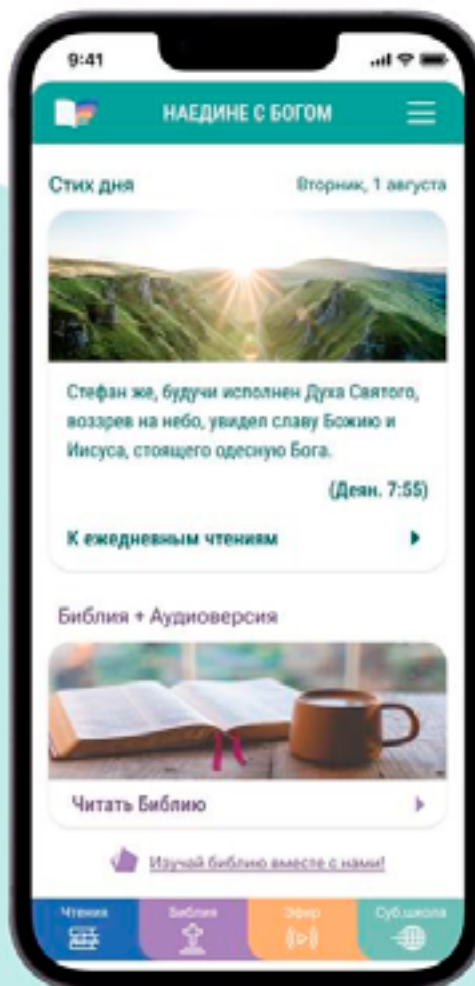 9:41
НАЕДИНЕ С БОГОМ
Стих дня
Вторник, 1 августа
Стефан же, будучи исполнен Духа Святого,
воззрев на небо, увидел славу Божию и
Иисуса, стоящего одесную Бога.
(Деян. 7:55)
К ежедневным чтениям
Библия + Аудиоверсия
Читать Библию
Изучай библию вместе с нами!
Чтения
Библия
Эфир
Суб.школа